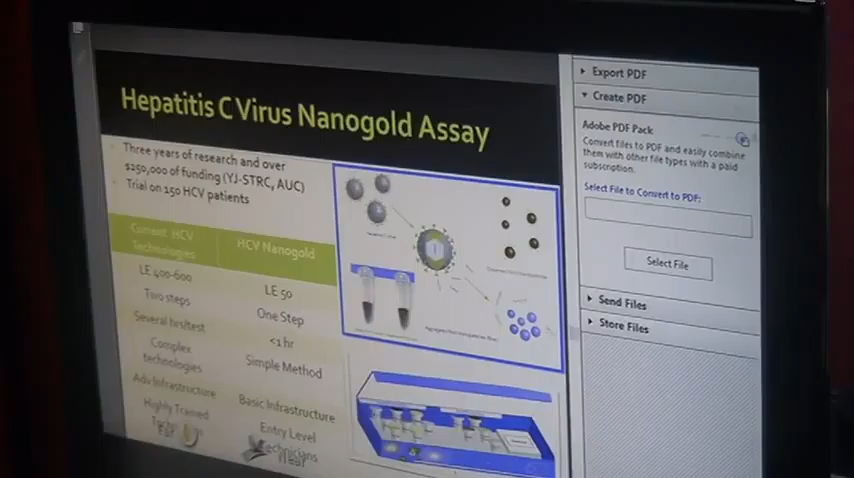 Hepatitis C Virus Nanogold Assay
Three years of research and over
$250,000 of funding (YJ-STRC, AUC)
Trial on 150 HCV patients
Current HCV
Technologies
HCV Nanogold
LE 400-600
LE 50
Two steps
One Step
Several hrs/test
<1 hr
Complex
technologies
Simple Method
Adv Infrastructure
Basic Infrastructure
Highly Trained
Entry Level
Technicians
Export PDF
Create PDF
Adobe PDF Pack
Convert files to PDF and easily combine
them with other file types with a paid
subscription.
Select File to Convert to PDF:
Select File
Send Files
Store Files